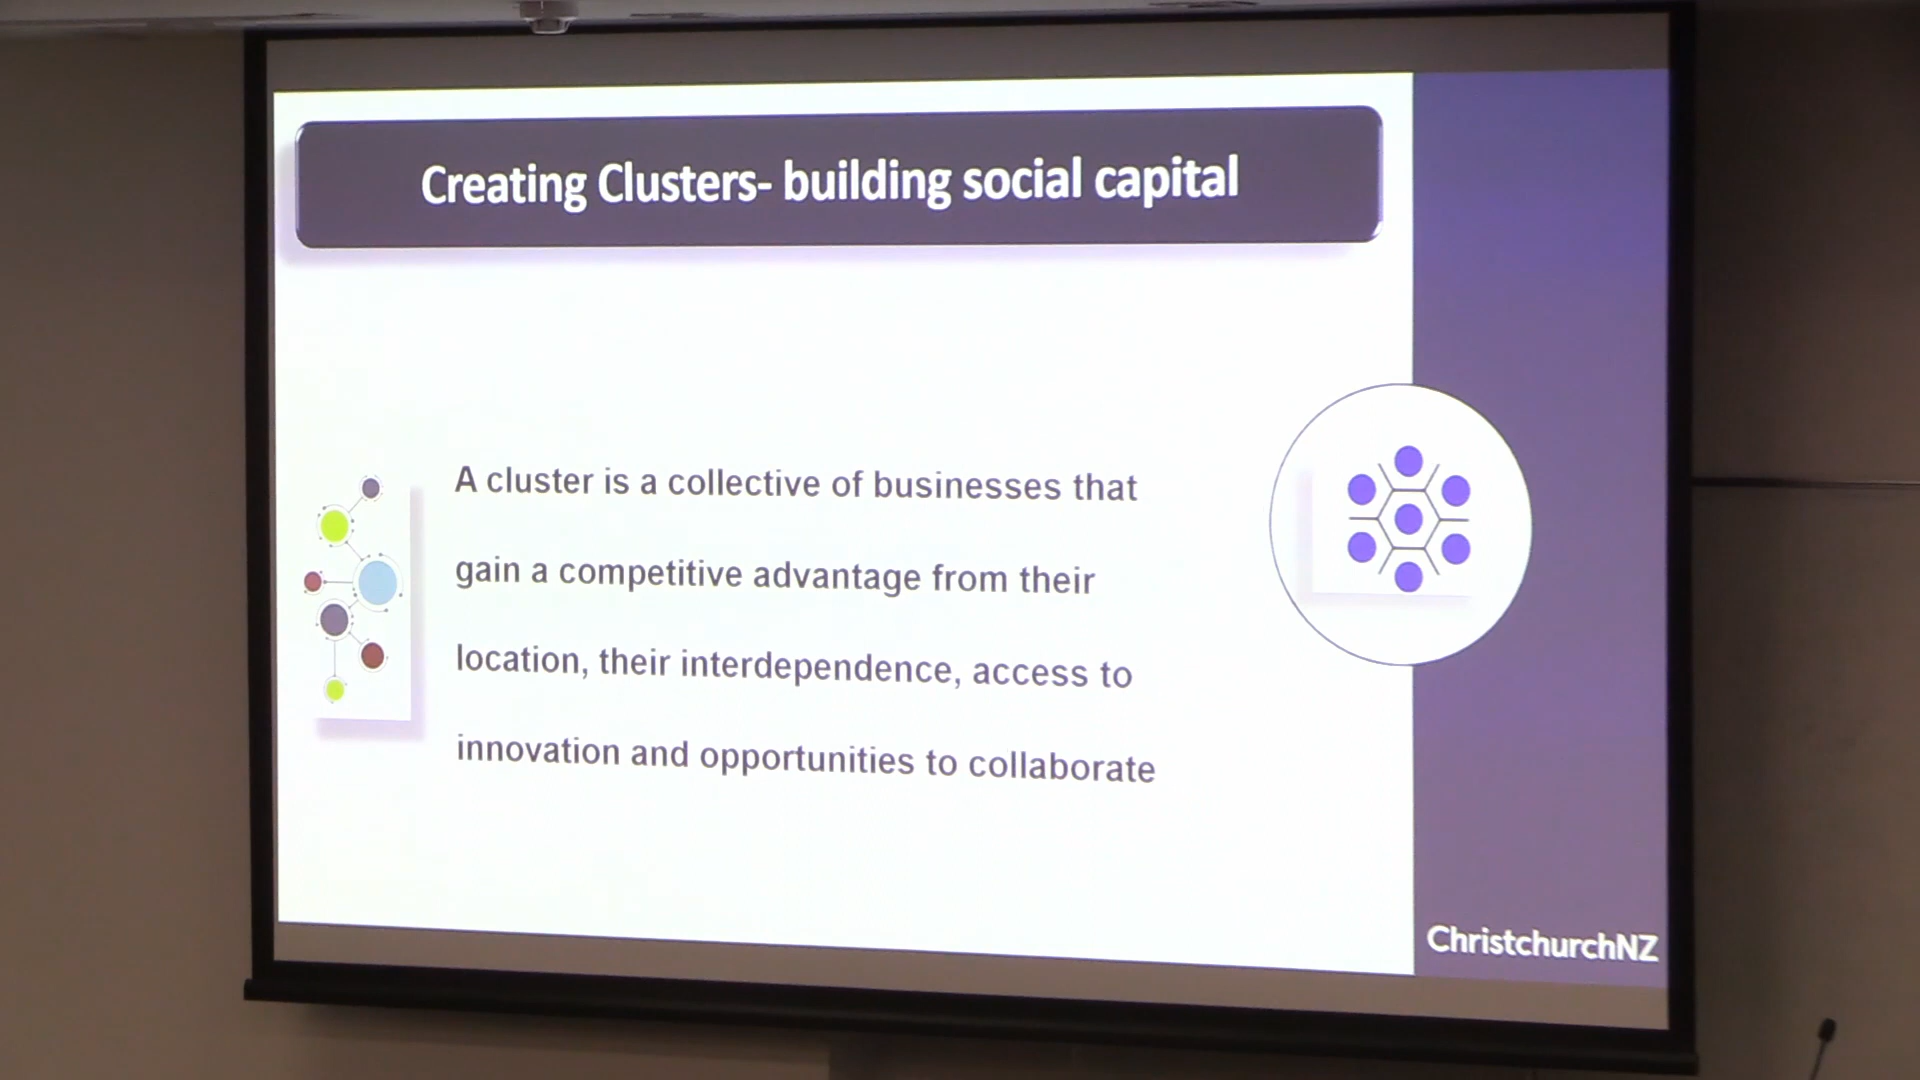 Creating Clusters- building social capital
A cluster is a collective of businesses that
gain a competitive advantage from their
location, their interdependence, access to
innovation and opportunities to collaborate
ChristchurchNZ